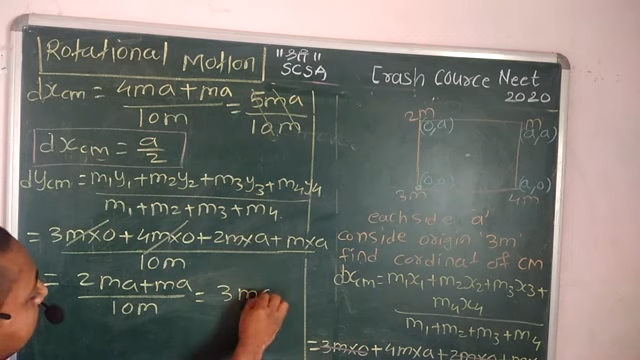 Rotational Motion
"श्री"
SCSA
dxcm = 4ma+ma / 10m = 5ma / 10m
dxcm = a/2
dycm = m₁y₁+m₂y₂+m₃y₃+m₄y₄ / m₁+m₂+m₃+m₄.
= 3m×0+4m×0+2m×a+m×a / 10m
= 2ma+ma / 10m = 3ma
Crash Cource Neet
2020
2m m
(0,a) (a,a)
(0,0) (a,0)
3m 4m
each side a'
conside origin '3m'
find cordinat of CM
dxcm = m₁x₁+m₂x₂+m₃x₃+
m₄x₄ / m₁+m₂+m₃+m₄
= 3m×0+4m×a+2m×0+m×a